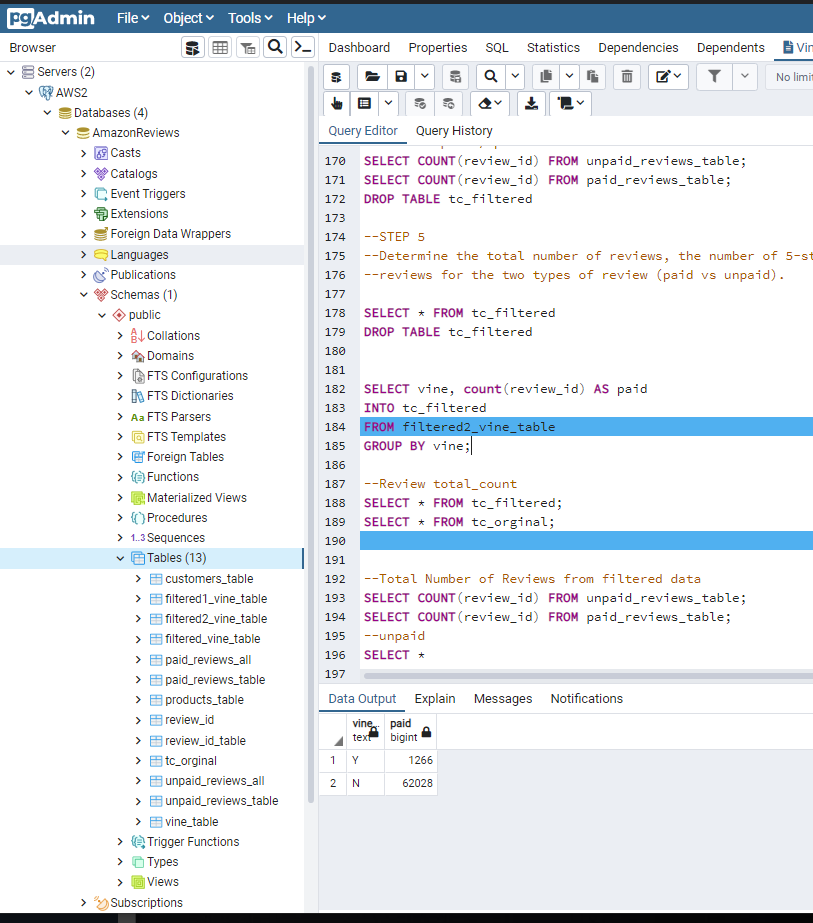 pgAdmin File Object Tools Help
Browser
Dashboard Properties SQL Statistics Dependencies Dependents Vin
Servers (2)
AWS2
Databases (4)
AmazonReviews
Casts
Catalogs
Event Triggers
Extensions
Foreign Data Wrappers
Languages
Publications
Schemas (1)
public
Collations
Domains
FTS Configurations
FTS Dictionaries
FTS Parsers
FTS Templates
Foreign Tables
Functions
Materialized Views
Procedures
1..3 Sequences
Tables (13)
customers_table
filtered1_vine_table
filtered2_vine_table
filtered_vine_table
paid_reviews_all
paid_reviews_table
products_table
review_id
review_id_table
tc_orginal
unpaid_reviews_all
unpaid_reviews_table
vine_table
Trigger Functions
Types
Views
Subscriptions
No limi
Query Editor Query History
170 SELECT COUNT(review_id) FROM unpaid_reviews_table;
171 SELECT COUNT(review_id) FROM paid_reviews_table;
172 DROP TABLE tc_filtered
173
174 --STEP 5
175 --Determine the total number of reviews, the number of 5-st
176 --reviews for the two types of review (paid vs unpaid).
177
178 SELECT * FROM tc_filtered
179 DROP TABLE tc_filtered
180
181
182 SELECT vine, count(review_id) AS paid
183 INTO tc_filtered
184 FROM filtered2_vine_table
185 GROUP BY vine;
186
187 --Review total_count
188 SELECT * FROM tc_filtered;
189 SELECT * FROM tc_orginal;
190
191
192 --Total Number of Reviews from filtered data
193 SELECT COUNT(review_id) FROM unpaid_reviews_table;
194 SELECT COUNT(review_id) FROM paid_reviews_table;
195 --unpaid
196 SELECT *
197
Data Output Explain Messages Notifications
vine.. paid
text bigint
1 Y 1266
2 N 62028